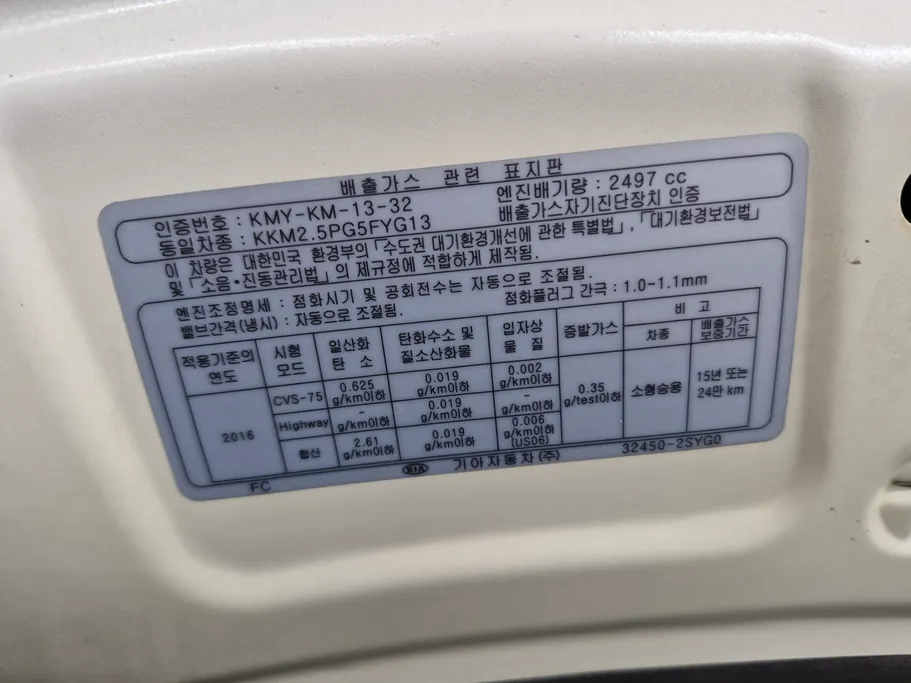 배출가스 관련 표지판
인증번호 : KMY-KM-13-32 엔진배기량 : 2497 cc
동일차종 : KKM2.5PG5FYG13 배출가스자기진단장치 인증
이 차량은 대한민국 환경부의 「수도권 대기환경개선에 관한 특별법」, 「대기환경보전법」
및 「소음·진동관리법」의 제규정에 적합하게 제작됨.
엔진조정명세 : 점화시기 및 공회전수는 자동으로 조절됨.
밸브간격(냉시) : 자동으로 조절됨. 점화플러그 간극 : 1.0~1.1mm
적용기준의 연도 시험 모드 일산화 탄소 탄화수소 및 질소산화물 입자상 물질 증발가스 비고
차종 배출가스 보증기간
2016 CVS-75 0.625 g/km이하 0.019 g/km이하 0.002 g/km이하 0.35 g/test이하 소형승용 15년 또는 24만 km
Highway - g/km이하 0.019 g/km이하 - g/km이하
합산 2.61 g/km이하 0.019 g/km이하 0.006 g/km이하 (US06)
FC KIA 기아자동차(주) 32450-2SYG0